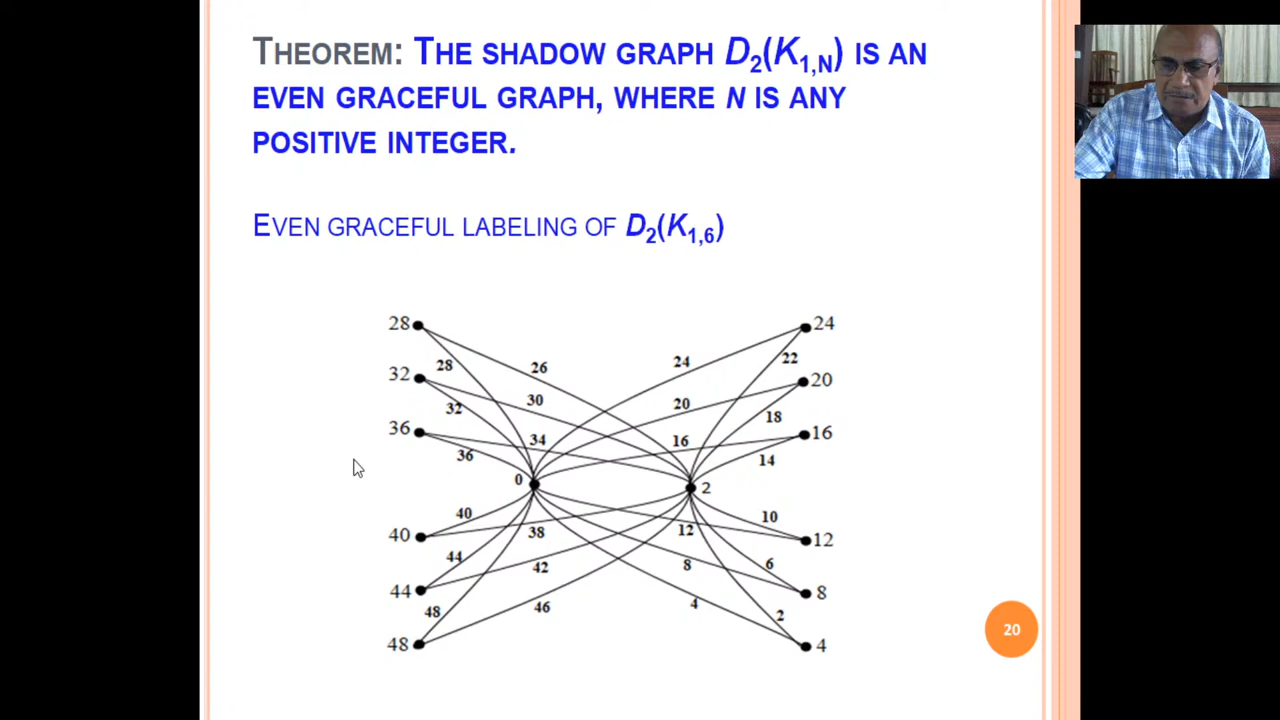 THEOREM: THE SHADOW GRAPH D2(K1,N) IS AN
EVEN GRACEFUL GRAPH, WHERE N IS ANY
POSITIVE INTEGER.
EVEN GRACEFUL LABELING OF D2(K1,6)
28 24
28 26 24 22
32 20
32 30 20 18
36 16
36 34 16 14
0 2
40 38 12 10
40 12
44 42 8 6
44 8
48 46 4 2
48 4
20